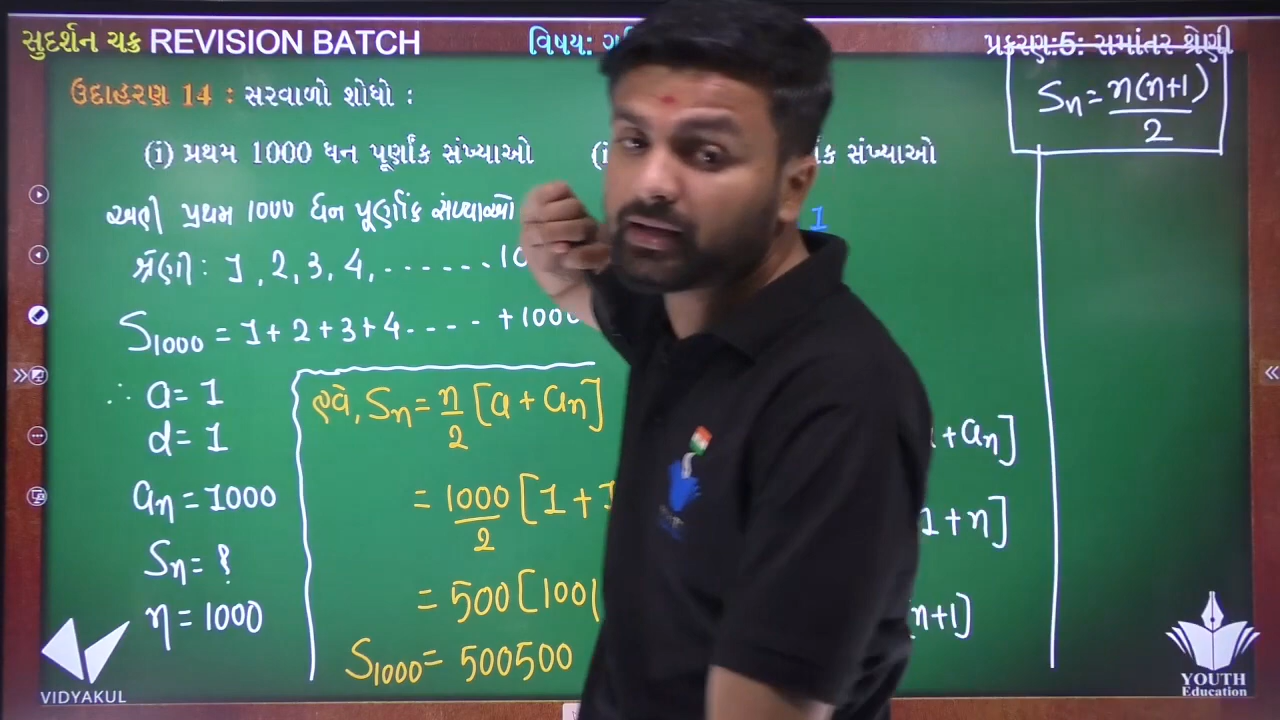 સુદર્શન ચક્ર REVISION BATCH
વિષય:
પ્રકરણ:5: સમાંતર શ્રેણી
Sn = n(n+1)/2
ઉદાહરણ 14 : સરવાળો શોધો :
(i) પ્રથમ 1000 ધન પૂર્ણાંક સંખ્યાઓ
સંખ્યાઓ
અહીં પ્રથમ 1000 ધન પૂર્ણાંક સંખ્યાઓ
1
શ્રેણી: 1, 2, 3, 4, .......
S1000 = 1+2+3+4.... +1000
∴ a = 1
d = 1
an = 1000
Sn = ?
n = 1000
હવે, Sn = n/2 [a + an]
= 1000/2 [1 +
= 500 [1001
S1000 = 500500
+ an]
1 + n]
n+1)
VIDYAKUL
YOUTH
Education